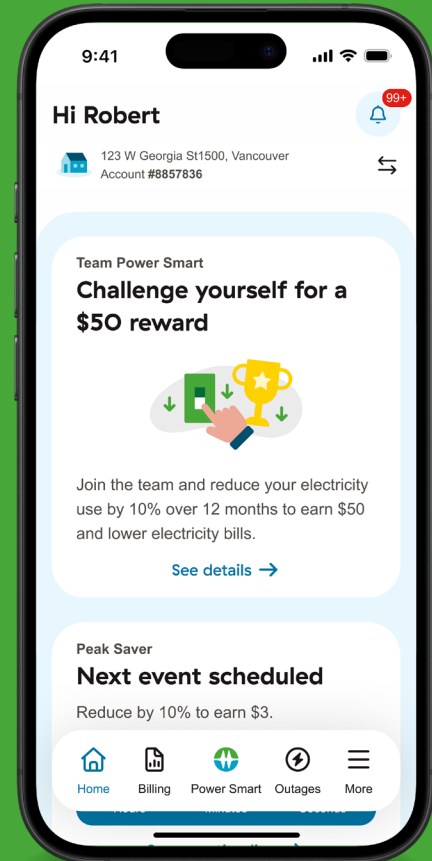 9:41
Hi Robert
99+
123 W Georgia St1500, Vancouver
Account #8857836
Team Power Smart
Challenge yourself for a
$50 reward
Join the team and reduce your electricity
use by 10% over 12 months to earn $50
and lower electricity bills.
See details
Peak Saver
Next event scheduled
Reduce by 10% to earn $3.
Home
Billing
Power Smart
Outages
More